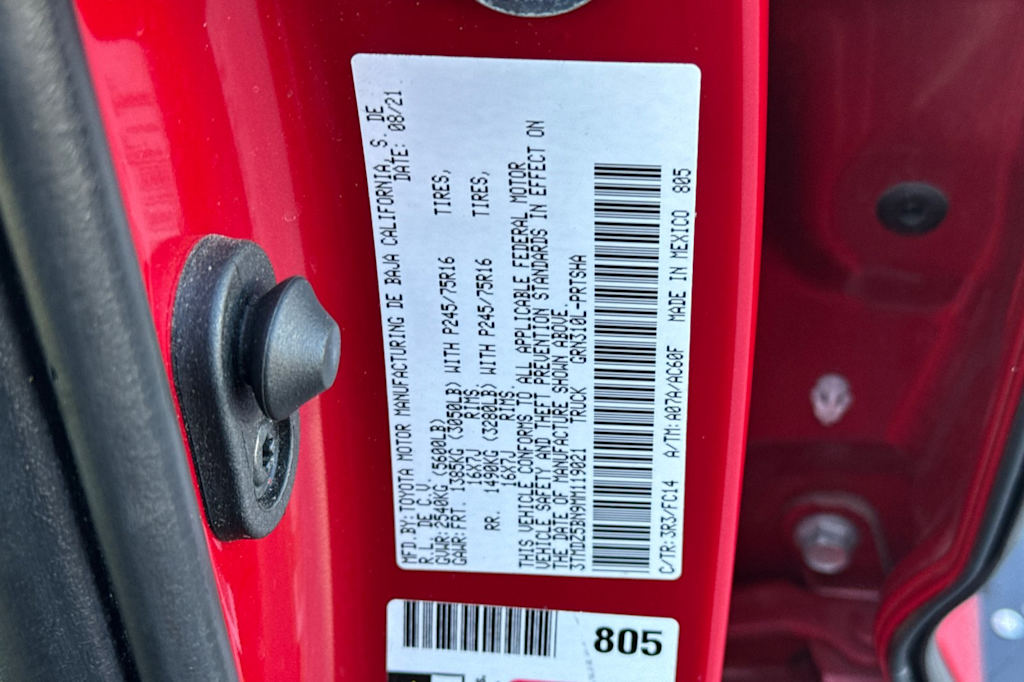 MFD.BY:TOYOTA MOTOR MANUFACTURING DE BAJA CALIFORNIA, S. DE
R.L. DE C.V. DATE: 08/21
GVWR:2540KG (5600LB)
GAWR:FRT. 1385KG (3050LB) WITH P245/75R16 TIRES,
16X7J RIMS
RR. 1490KG (3280LB) WITH P245/75R16 TIRES,
16X7J RIMS.
THIS VEHICLE CONFORMS TO ALL APPLICABLE FEDERAL MOTOR
VEHICLE SAFETY AND THEFT PREVENTION STANDARDS IN EFFECT ON
THE DATE OF MANUFACTURE SHOWN ABOVE.
3TMDZ5BN9MM119021 TRUCK GRN310L-PRTSHA
C/TR:3R3/FC14 A/TM:A07A/AC60F MADE IN MEXICO 805
805